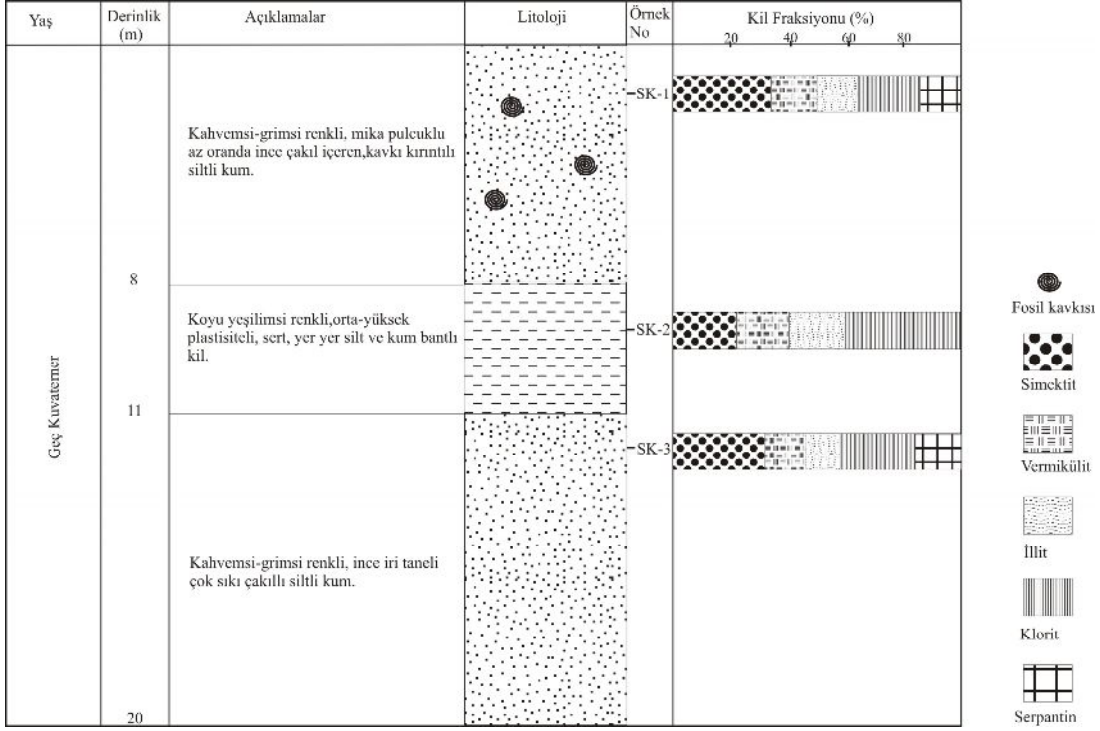 Yaş
Derinlik
(m)
Açıklamalar
Litoloji
Örnek
No
Kil Fraksiyonu (%)
20 40 60 80
Kahvemsi-grimsi renkli, mika pulcuklu
az oranda ince çakıl içeren,kavkı kırıntılı
siltli kum.
SK-1
8
Koyu yeşilimsi renkli,orta-yüksek
plastisiteli, sert, yer yer silt ve kum bantlı
kil.
SK-2
11
Geç Kuvaterner
SK-3
Kahvemsi-grimsi renkli, ince iri taneli
çok sıkı çakıllı siltli kum.
20
Fosil kavkısı
Simektit
Vermikülit
İllit
Klorit
Serpantin